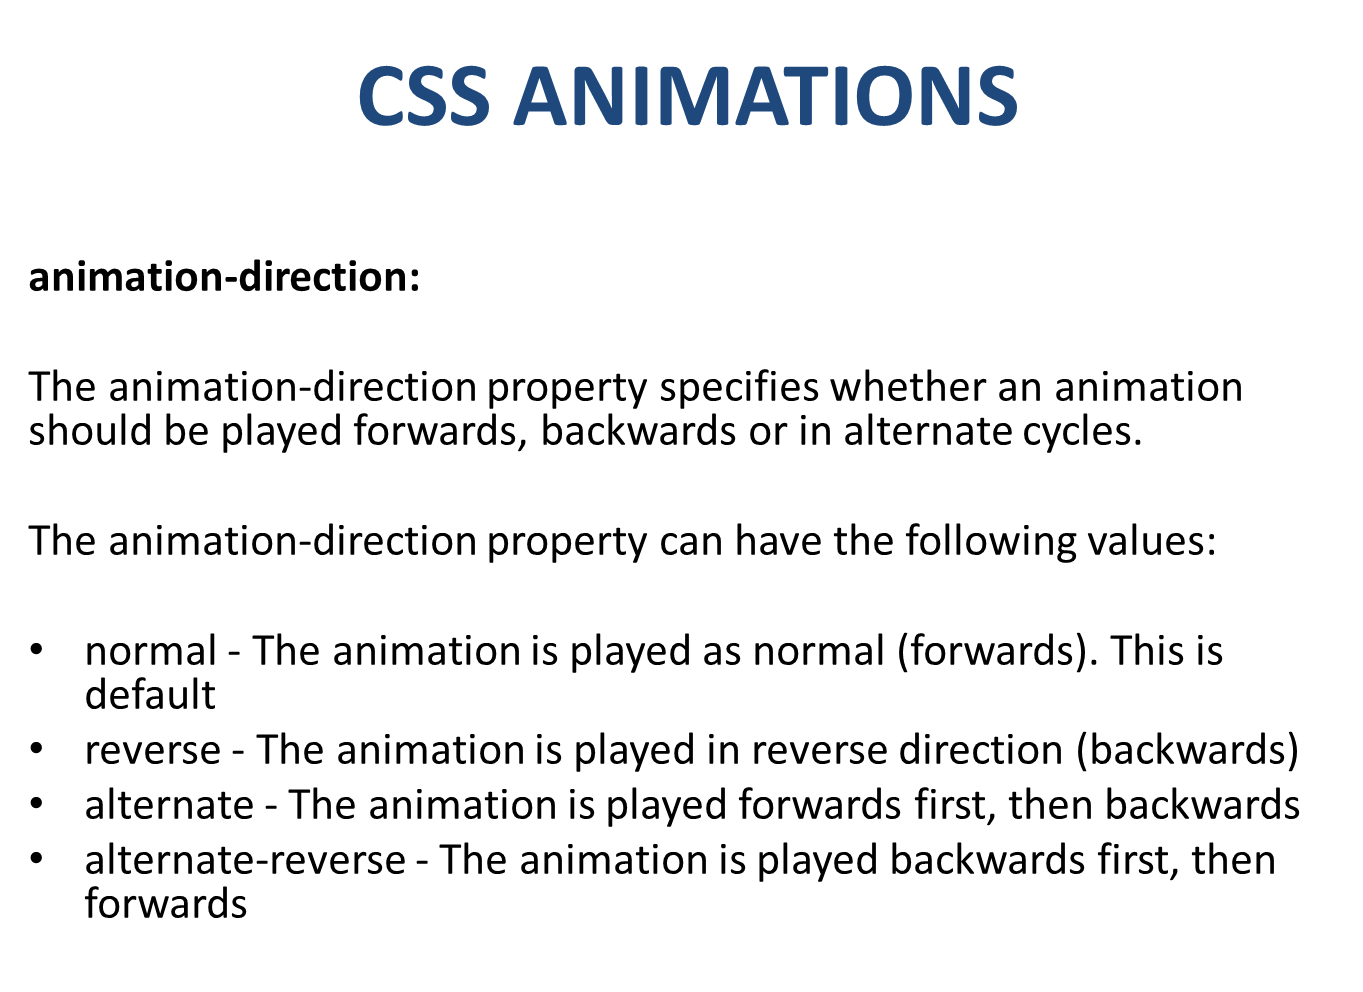 CSS ANIMATIONS
animation-direction:
The animation-direction property specifies whether an animation
should be played forwards, backwards or in alternate cycles.
The animation-direction property can have the following values:
• normal - The animation is played as normal (forwards). This is
default
• reverse - The animation is played in reverse direction (backwards)
• alternate - The animation is played forwards first, then backwards
• alternate-reverse - The animation is played backwards first, then
forwards